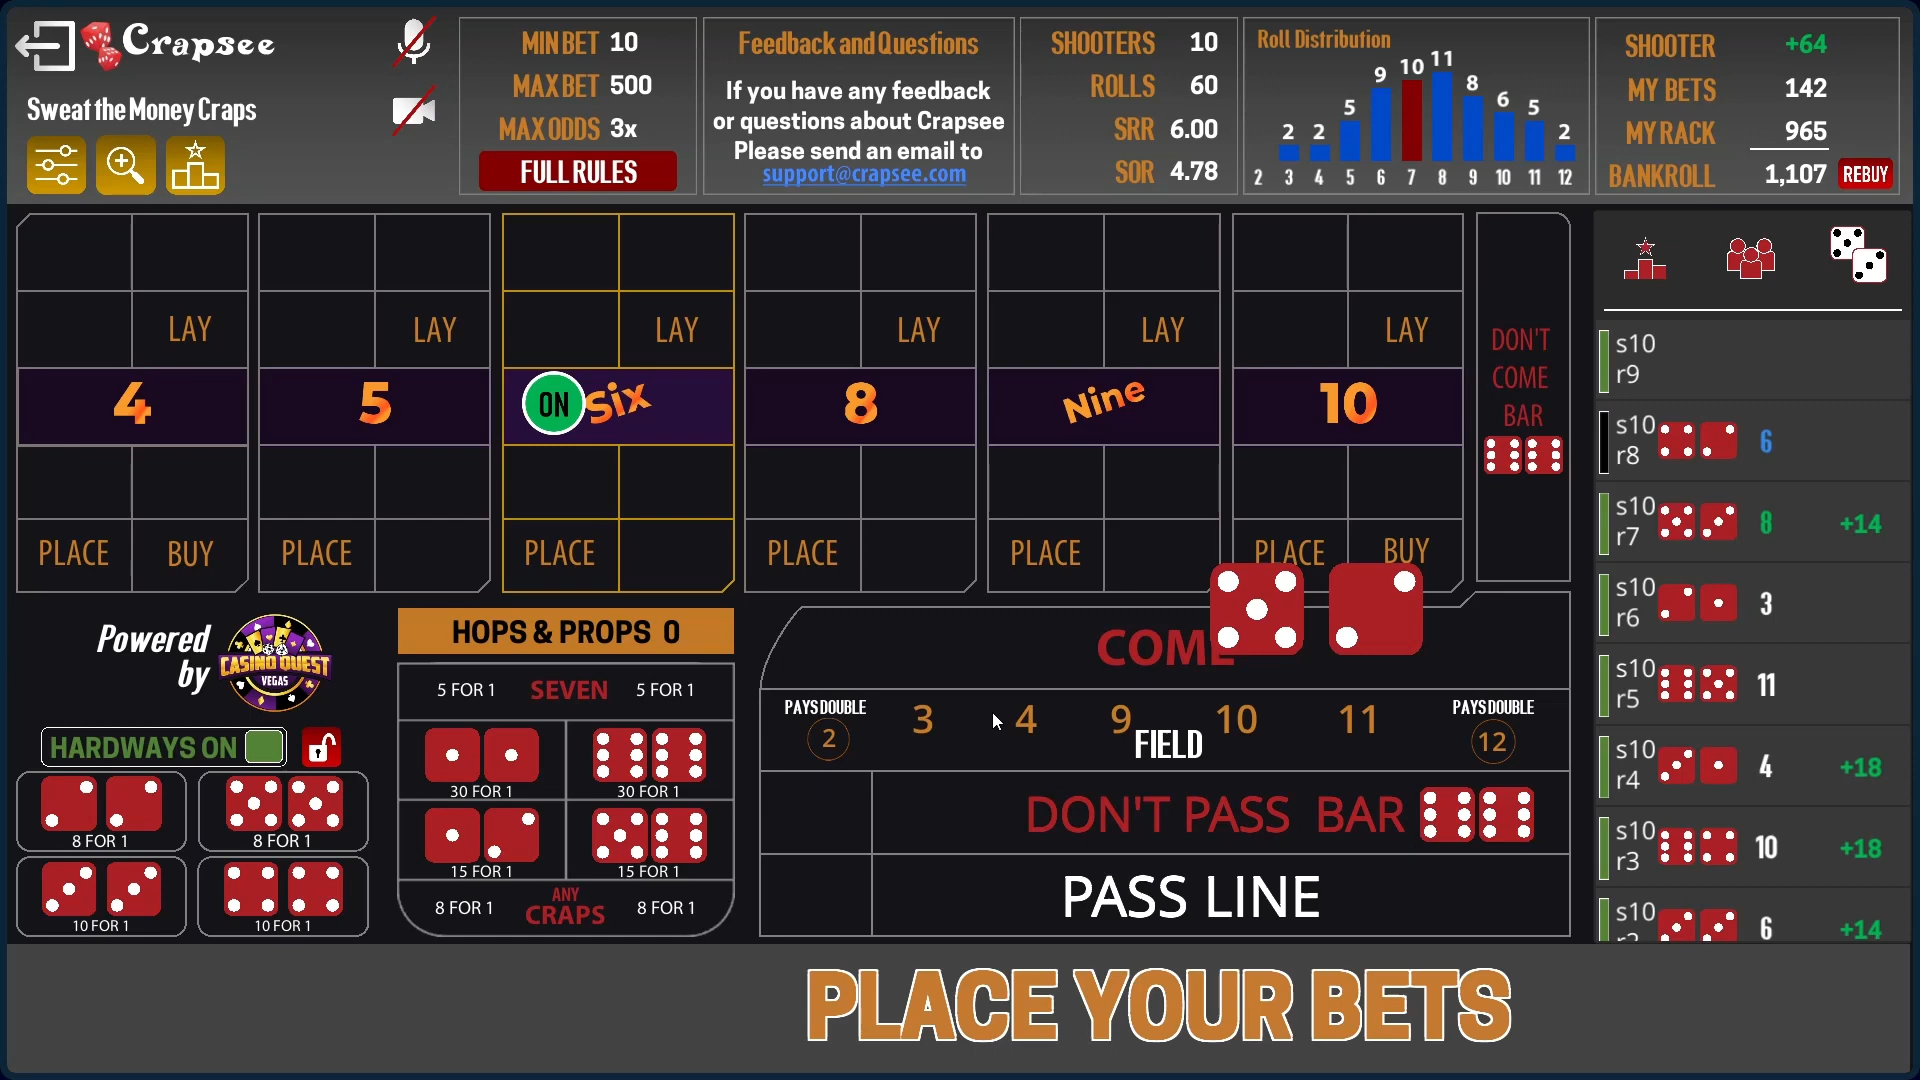 Crapsee
Sweat the Money Craps
MIN BET 10
MAX BET 500
MAX ODDS 3x
FULL RULES
Feedback and Questions
If you have any feedback
or questions about Crapsee
Please send an email to
support@crapsee.com
SHOOTERS 10
ROLLS 60
SRR 6.00
SOR 4.78
Roll Distribution
2 2 5 9 10 11 8 6 5 2
2 3 4 5 6 7 8 9 10 11 12
SHOOTER +64
MY BETS 142
MY RACK 965
BANKROLL 1,107 REBUY
LAY LAY LAY LAY LAY LAY
4 5 ON Six 8 Nine 10
PLACE BUY PLACE PLACE PLACE PLACE PLACE BUY
DON'T
COME
BAR
s10
r9
s10
r8 6
s10
r7 8 +14
s10
r6 3
s10
r5 11
s10
r4 4 +18
s10
r3 10 +18
s10
6 +14
Powered
by
CASINO QUEST
VEGAS
HARDWAYS ON
8 FOR 1 8 FOR 1
10 FOR 1 10 FOR 1
HOPS & PROPS 0
5 FOR 1 SEVEN 5 FOR 1
30 FOR 1 30 FOR 1
15 FOR 1 15 FOR 1
8 FOR 1 ANY CRAPS 8 FOR 1
COME
PAYS DOUBLE 2 3 4 9 10 11 PAYS DOUBLE 12
FIELD
DON'T PASS BAR
PASS LINE
PLACE YOUR BETS